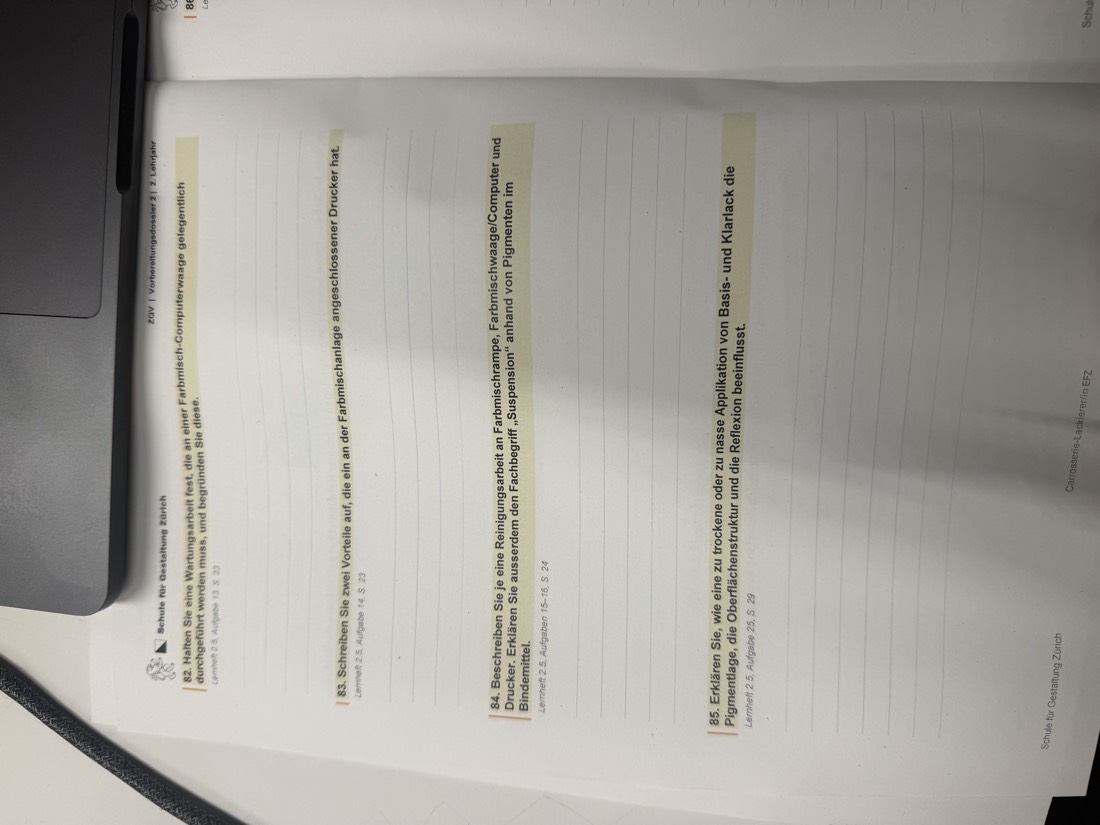 Schule für Gestaltung Zürich
ZQV | Vorbereitungsdossier 2 | 2. Lehrjahr
82. Halten Sie eine Wartungsarbeit fest, die an einer Farbmisch-Computerwaage gelegentlich
durchgeführt werden muss, und begründen Sie diese.
Lernheft 2.5, Aufgabe 13, S. 23
83. Schreiben Sie zwei Vorteile auf, die ein an der Farbmischanlage angeschlossener Drucker hat.
Lernheft 2.5, Aufgabe 14, S. 23
84. Beschreiben Sie je eine Reinigungsarbeit an Farbmischrampe, Farbmischwaage/Computer und
Drucker. Erklären Sie ausserdem den Fachbegriff „Suspension“ anhand von Pigmenten im
Bindemittel.
Lernheft 2.5, Aufgaben 15–16, S. 24
85. Erklären Sie, wie eine zu trockene oder zu nasse Applikation von Basis- und Klarlack die
Pigmentlage, die Oberflächenstruktur und die Reflexion beeinflusst.
Lernheft 2.5, Aufgabe 25, S. 29
Schule für Gestaltung Zürich
Carrosserie-Lackierer/in EFZ
86
Le
Schul